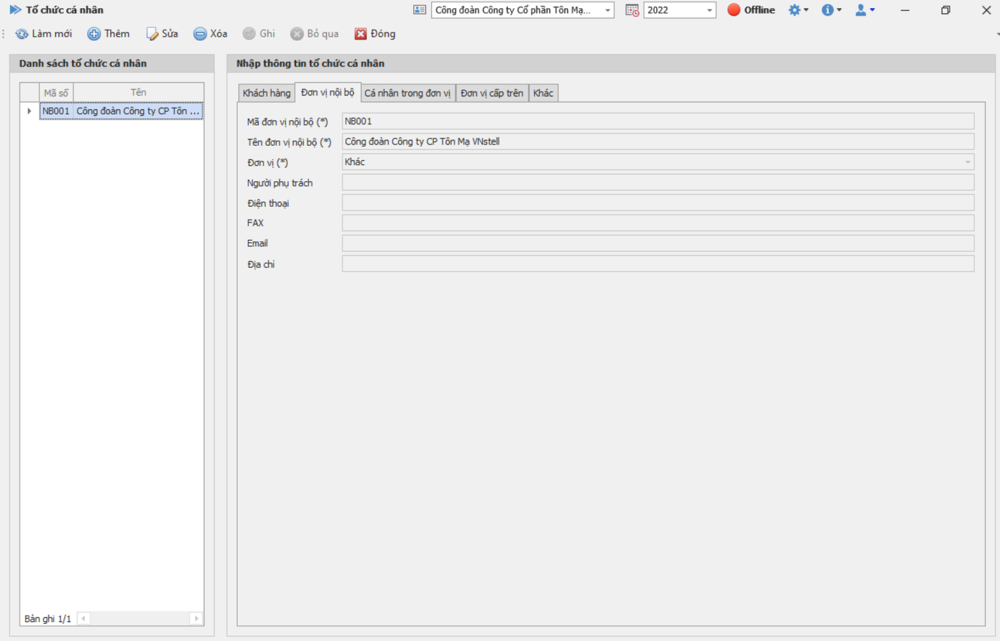 Tổ chức cá nhân
Công đoàn Công ty Cổ phần Tôn Mạ...
2022
Offline
Làm mới Thêm Sửa Xóa Ghi Bỏ qua Đóng
Danh sách tổ chức cá nhân
Mã số Tên
NB001 Công đoàn Công ty CP Tôn ...
Bản ghi 1/1
Nhập thông tin tổ chức cá nhân
Khách hàng Đơn vị nội bộ Cá nhân trong đơn vị Đơn vị cấp trên Khác
Mã đơn vị nội bộ (*) NB001
Tên đơn vị nội bộ (*) Công đoàn Công ty CP Tôn Mạ VNstell
Đơn vị (*) Khác
Người phụ trách
Điện thoại
FAX
Email
Địa chỉ